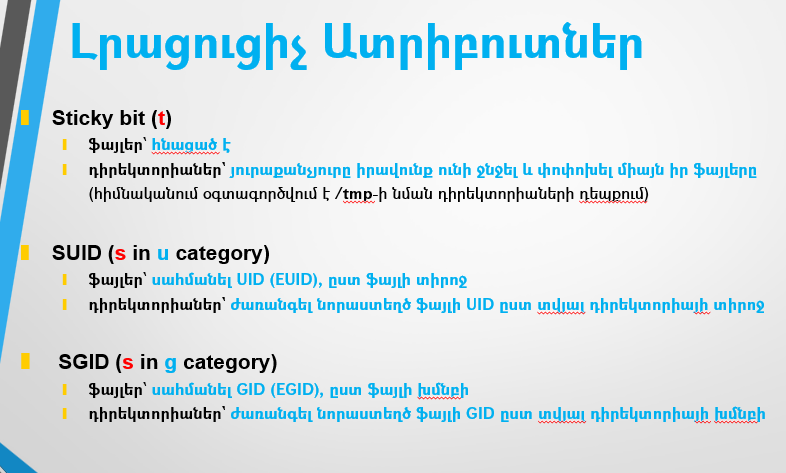 Լրացուցիչ Ատրիբուտներ
Sticky bit (t)
ֆայլեր՝ հնացած է
դիրեկտորիաներ՝ յուրաքանչյուրը իրավունք ունի ջնջել և փոփոխել միայն իր ֆայլերը
(հիմնականում օգտագործվում է /tmp-ի նման դիրեկտորիաների դեպքում)
SUID (s in u category)
ֆայլեր՝ սահմանել UID (EUID), ըստ ֆայլի տիրոջ
դիրեկտորիաներ՝ ժառանգել նորաստեղծ ֆայլի UID ըստ տվյալ դիրեկտորիայի տիրոջ
SGID (s in g category)
ֆայլեր՝ սահմանել GID (EGID), ըստ ֆայլի խմնբի
դիրեկտորիաներ՝ ժառանգել նորաստեղծ ֆայլի GID ըստ տվյալ դիրեկտորիայի խմնբի